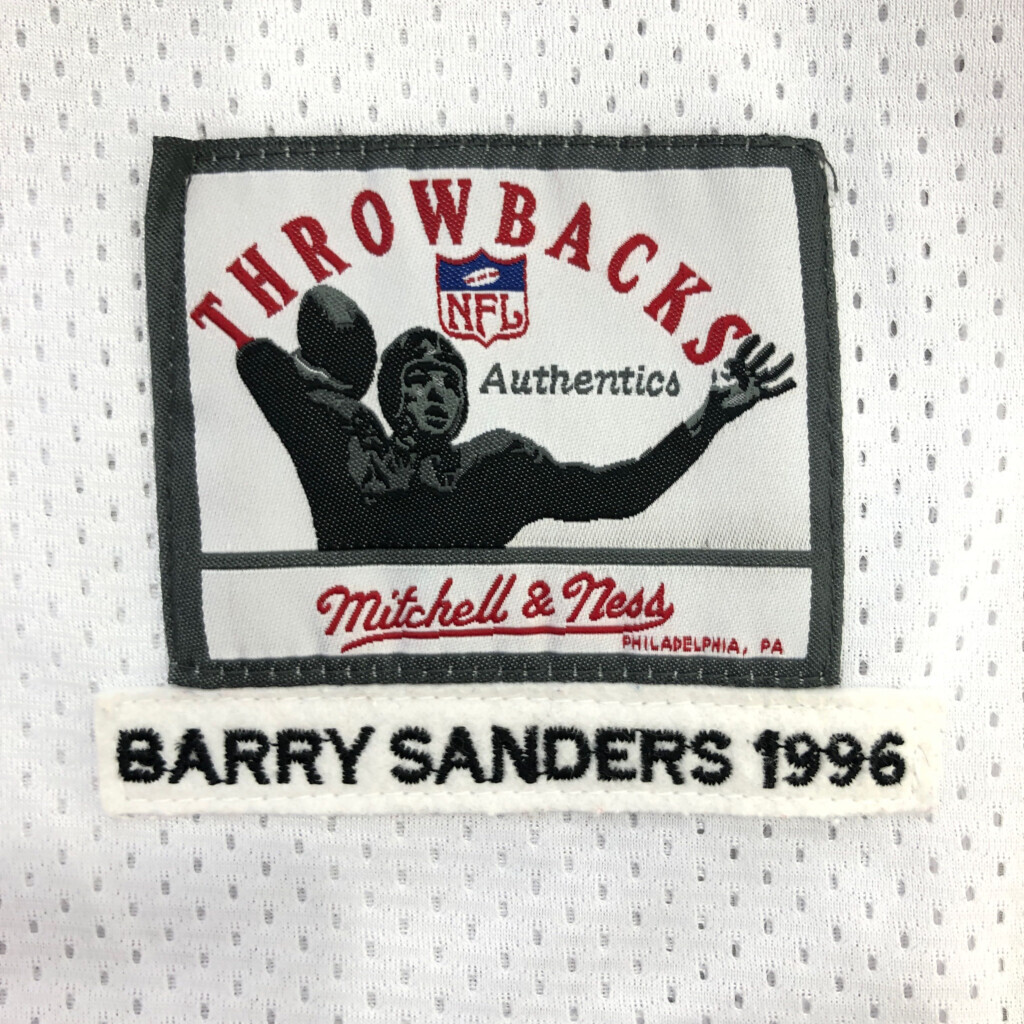 THROWBACKS
NFL
Authentics
Mitchell & Ness
PHILADELPHIA, PA
BARRY SANDERS 1996